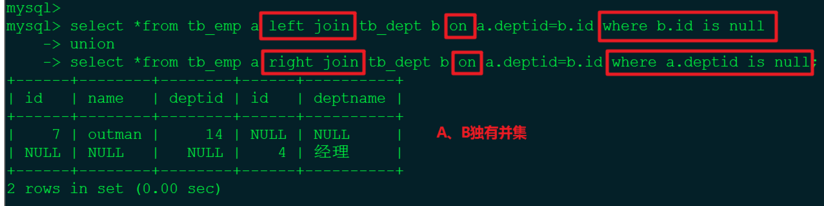 mysql>
mysql> select *from tb_emp a left join tb_dept b on a.deptid=b.id where b.id is null
    -> union
    -> select *from tb_emp a right join tb_dept b on a.deptid=b.id where a.deptid is null;
+------+--------+--------+------+----------+
| id   | name   | deptid | id   | deptname |
+------+--------+--------+------+----------+
|    7 | outman |     14 | NULL | NULL     |
| NULL | NULL   |   NULL |    4 | 经理     |
+------+--------+--------+------+----------+
A、B独有并集
2 rows in set (0.00 sec)